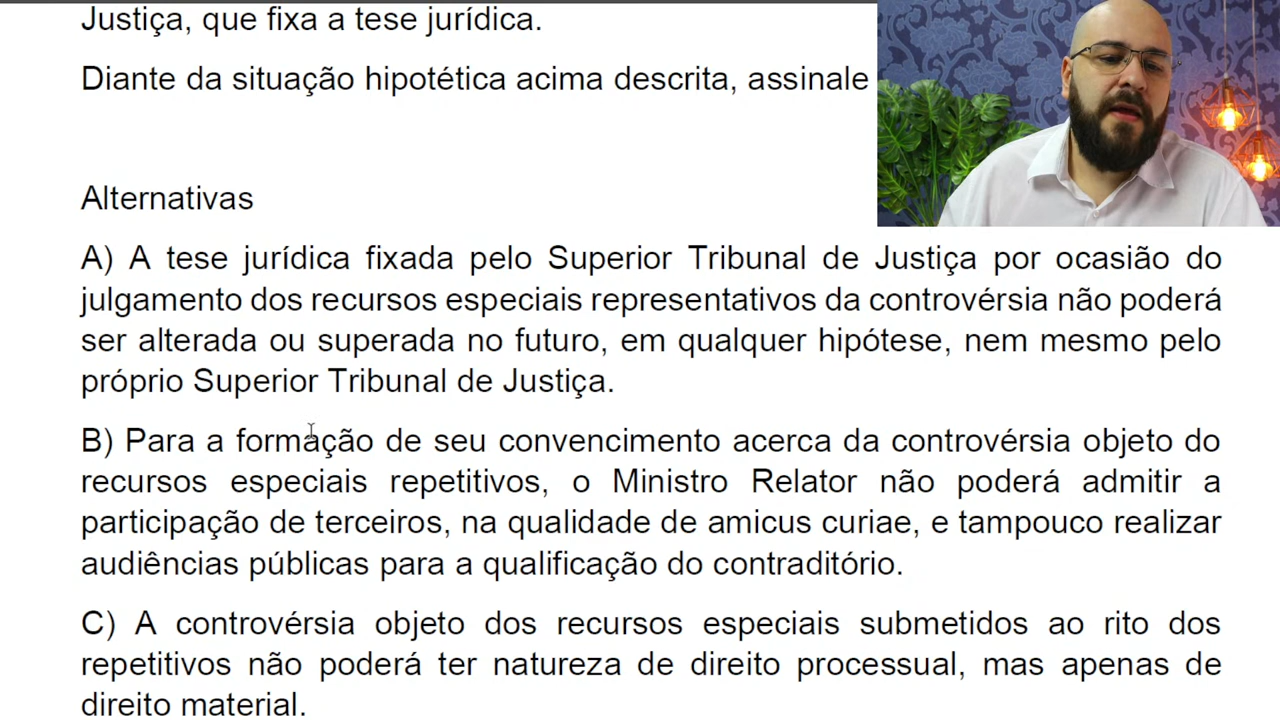 Justiça, que fixa a tese jurídica.
Diante da situação hipotética acima descrita, assinale
Alternativas
A) A tese jurídica fixada pelo Superior Tribunal de Justiça por ocasião do
julgamento dos recursos especiais representativos da controvérsia não poderá
ser alterada ou superada no futuro, em qualquer hipótese, nem mesmo pelo
próprio Superior Tribunal de Justiça.
B) Para a formação de seu convencimento acerca da controvérsia objeto do
recursos especiais repetitivos, o Ministro Relator não poderá admitir a
participação de terceiros, na qualidade de amicus curiae, e tampouco realizar
audiências públicas para a qualificação do contraditório.
C) A controvérsia objeto dos recursos especiais submetidos ao rito dos
repetitivos não poderá ter natureza de direito processual, mas apenas de
direito material.